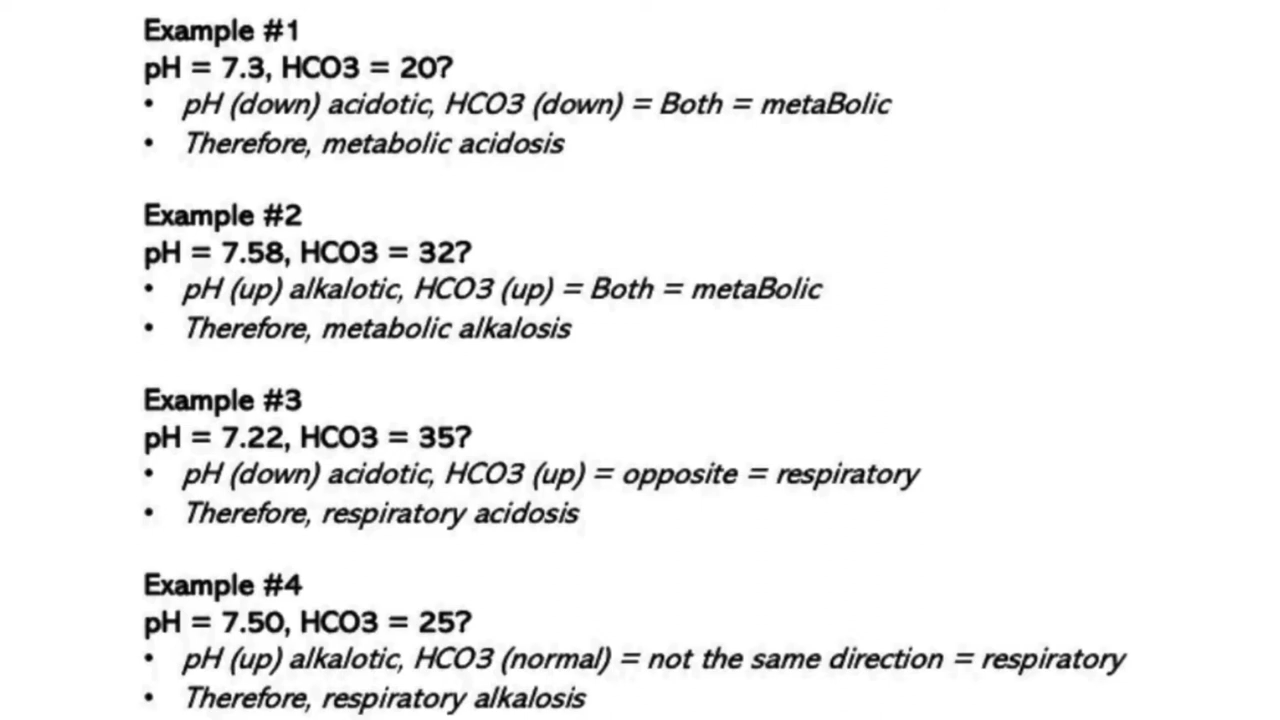 Example #1
pH = 7.3, HCO3 = 20?
• pH (down) acidotic, HCO3 (down) = Both = metaBolic
• Therefore, metabolic acidosis
Example #2
pH = 7.58, HCO3 = 32?
• pH (up) alkalotic, HCO3 (up) = Both = metaBolic
• Therefore, metabolic alkalosis
Example #3
pH = 7.22, HCO3 = 35?
• pH (down) acidotic, HCO3 (up) = opposite = respiratory
• Therefore, respiratory acidosis
Example #4
pH = 7.50, HCO3 = 25?
• pH (up) alkalotic, HCO3 (normal) = not the same direction = respiratory
• Therefore, respiratory alkalosis